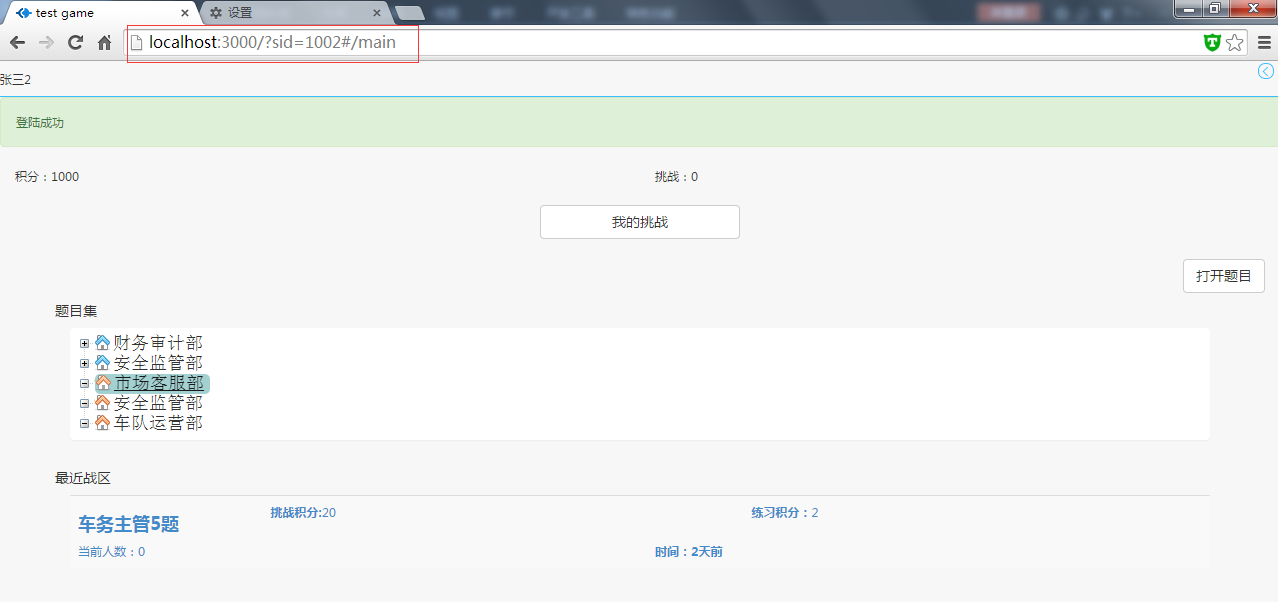 test game
设置
localhost:3000/?sid=1002#/main
张三2
登陆成功
积分：1000 挑战：0
我的挑战
打开题目
题目集
财务审计部
安全监管部
市场客服部
安全监管部
车队运营部
最近战区
车务主管5题 挑战积分:20 练习积分：2
当前人数：0 时间：2天前